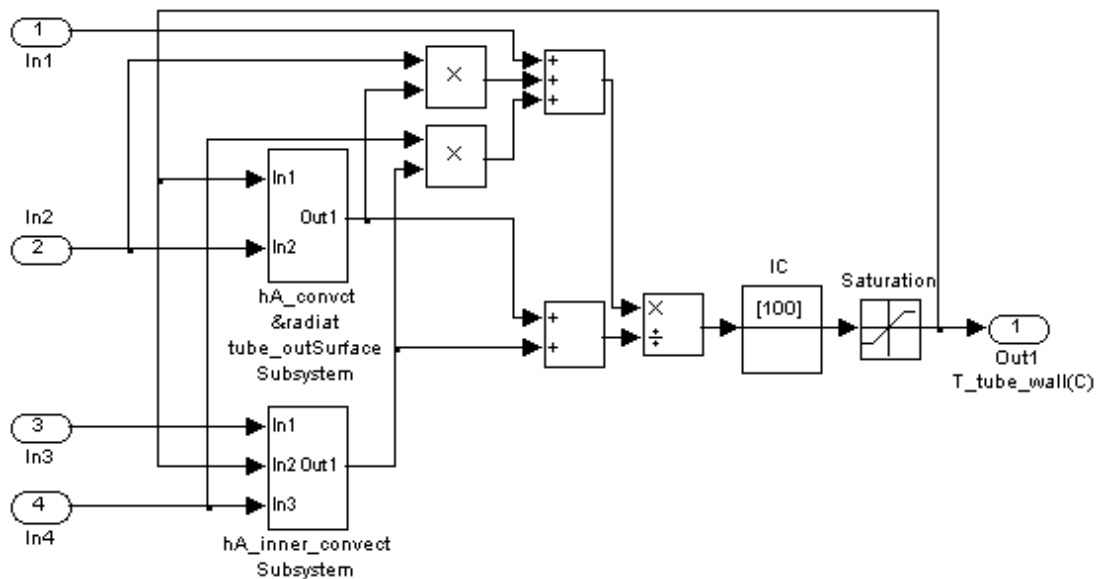 1
In1
+
+
+
×
×
In1
Out1
In2
In2
2
hA_convct
&radiat
tube_outSurface
Subsystem
+
+
×
÷
IC
[100]
Saturation
1
Out1
T_tube_wall(C)
3
In3
In1
In2 Out1
In3
4
In4
hA_inner_convect
Subsystem